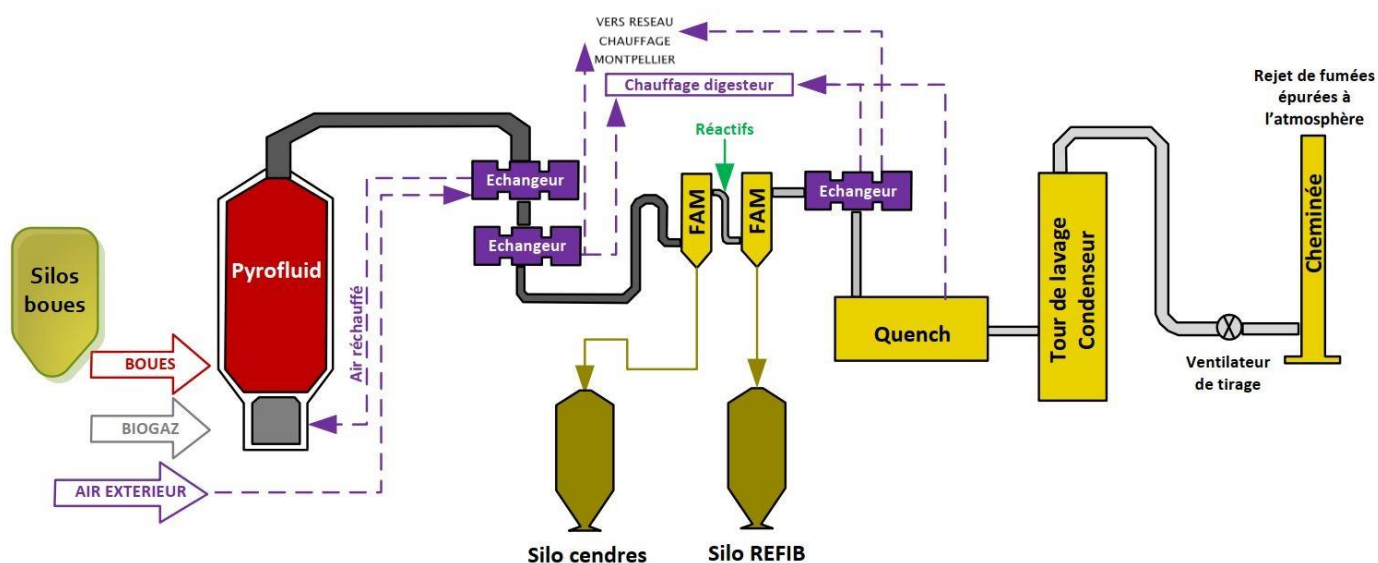 VERS RESEAU
CHAUFFAGE
MONTPELLIER
Chauffage digesteur
Rejet de fumées
épurées à
l'atmosphère
Réactifs
Echangeur
Echangeur
FAM
FAM
Echangeur
Silos
boues
Pyrofluid
Air réchauffé
BOUES
BIOGAZ
AIR EXTERIEUR
Quench
Tour de lavage
Condenseur
Cheminée
Ventilateur
de tirage
Silo cendres
Silo REFIB